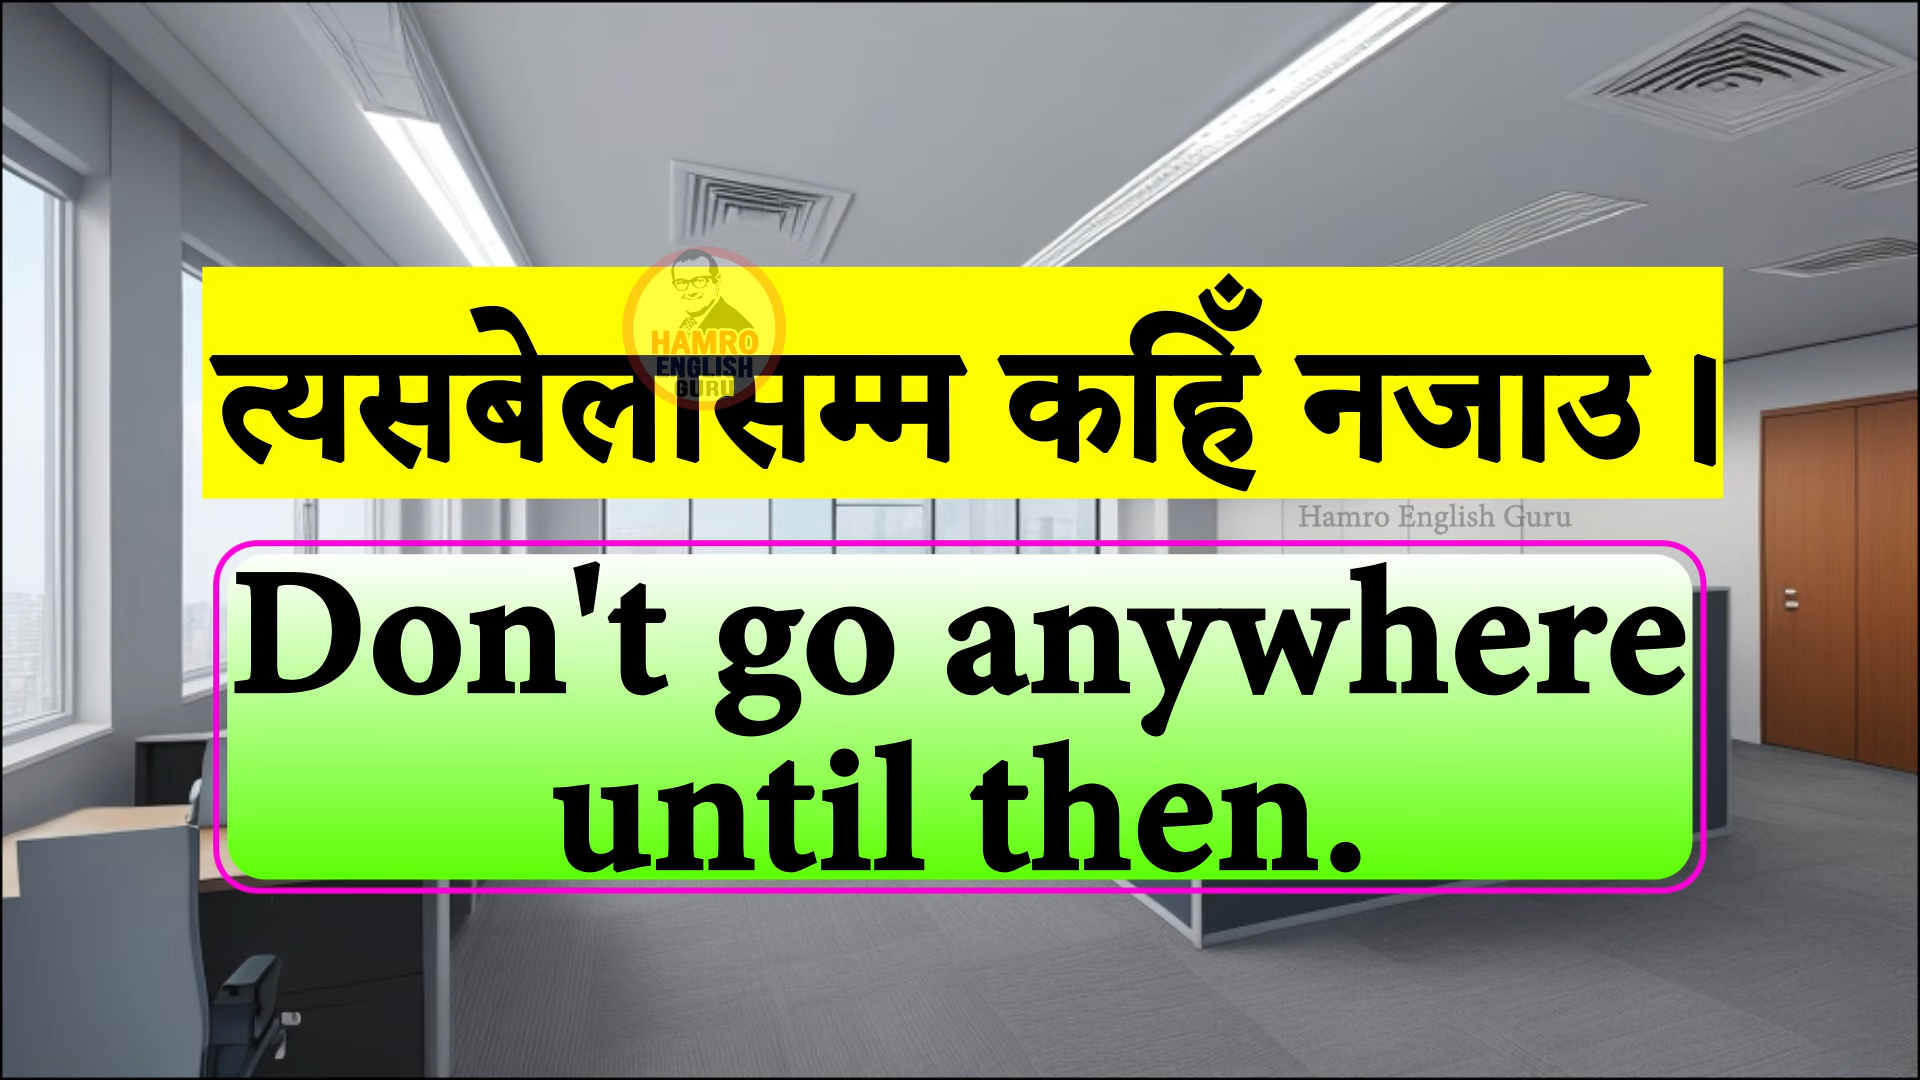 त्यसबेलासम्म कहिँ नजाउ ।
HAMRO
ENGLISH
GURU
Hamro English Guru
Don't go anywhere
until then.